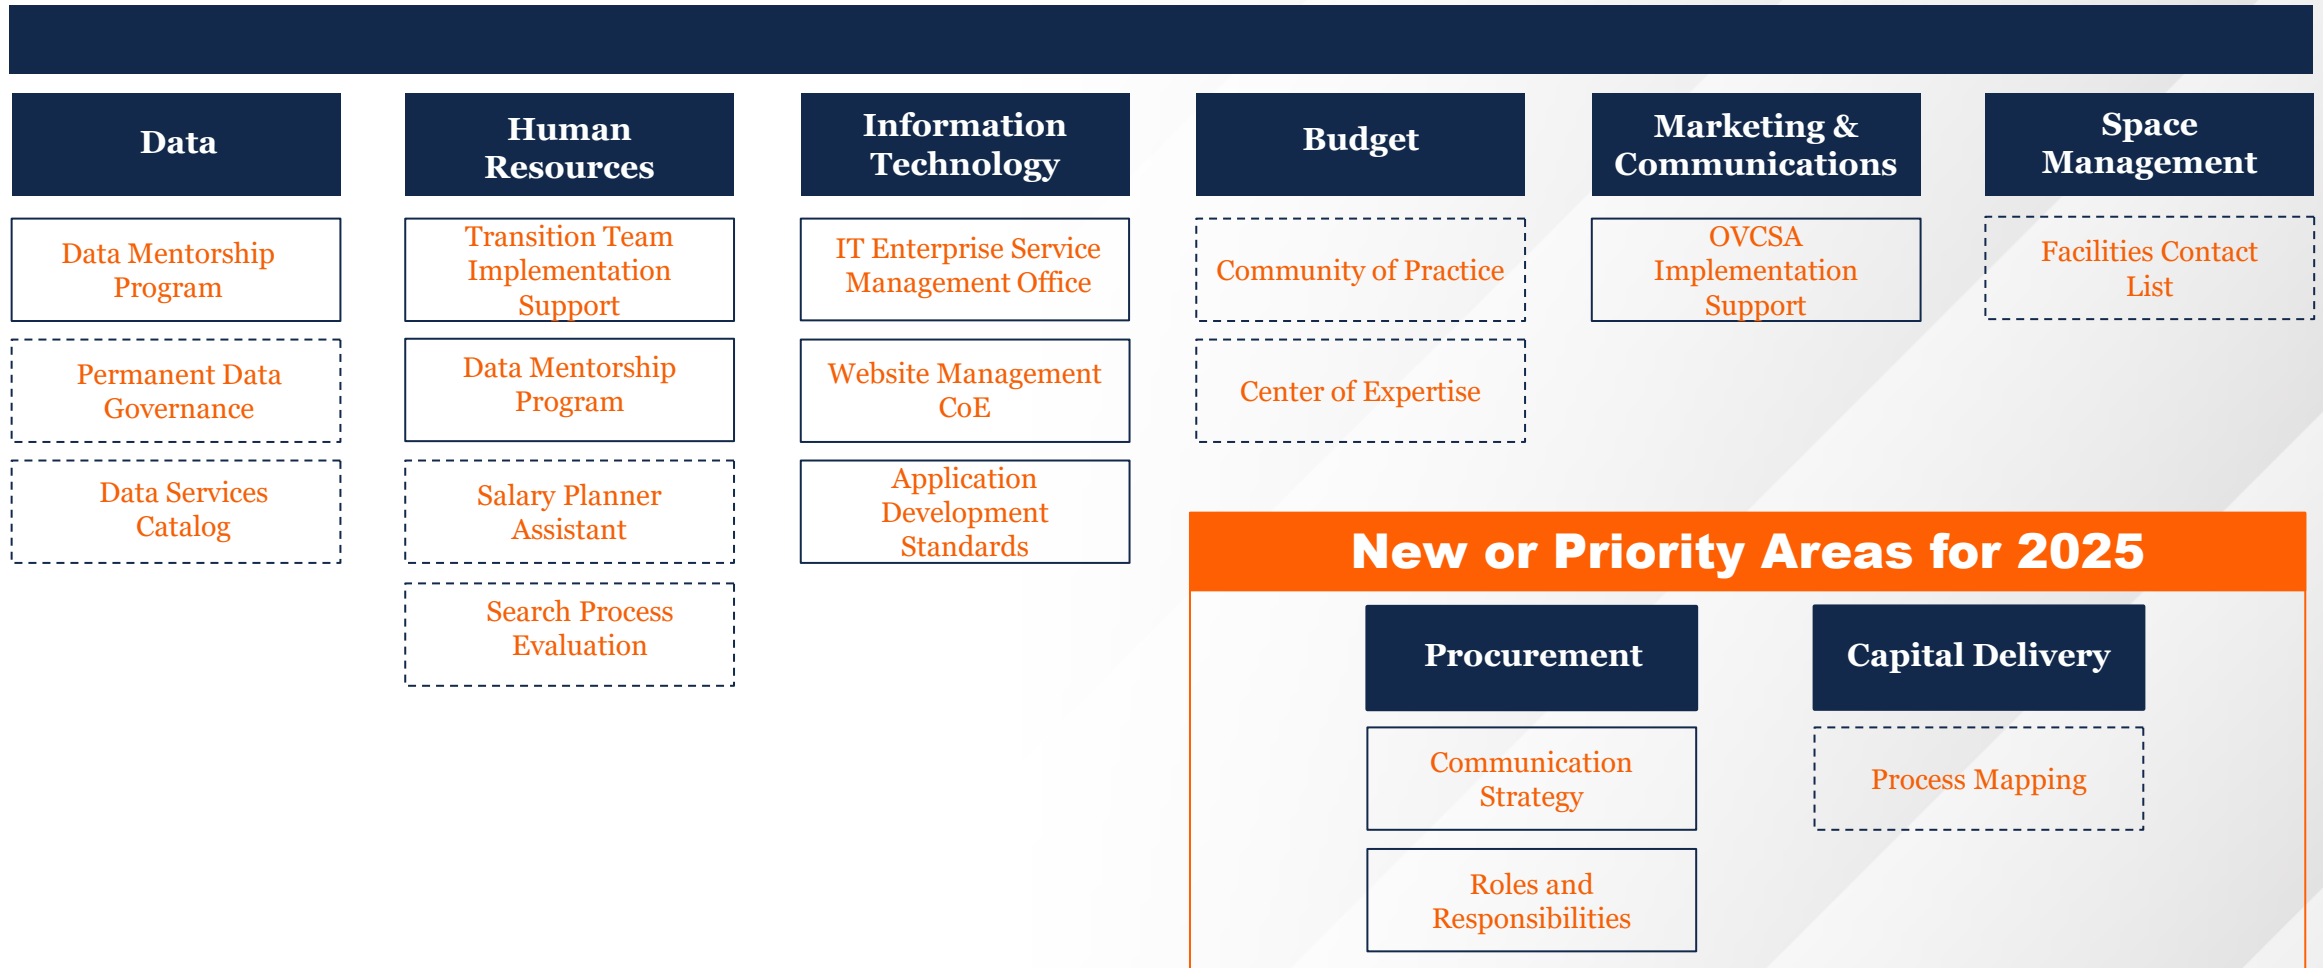 Data
Human
Resources
Information
Technology
Budget
Marketing &
Communications
Space
Management
Data Mentorship
Program
Permanent Data
Governance
Data Services
Catalog
Transition Team
Implementation
Support
Data Mentorship
Program
Salary Planner
Assistant
Search Process
Evaluation
IT Enterprise Service
Management Office
Website Management
CoE
Application
Development
Standards
Community of Practice
Center of Expertise
OVCSA
Implementation
Support
Facilities Contact
List
New or Priority Areas for 2025
Procurement
Communication
Strategy
Roles and
Responsibilities
Capital Delivery
Process Mapping